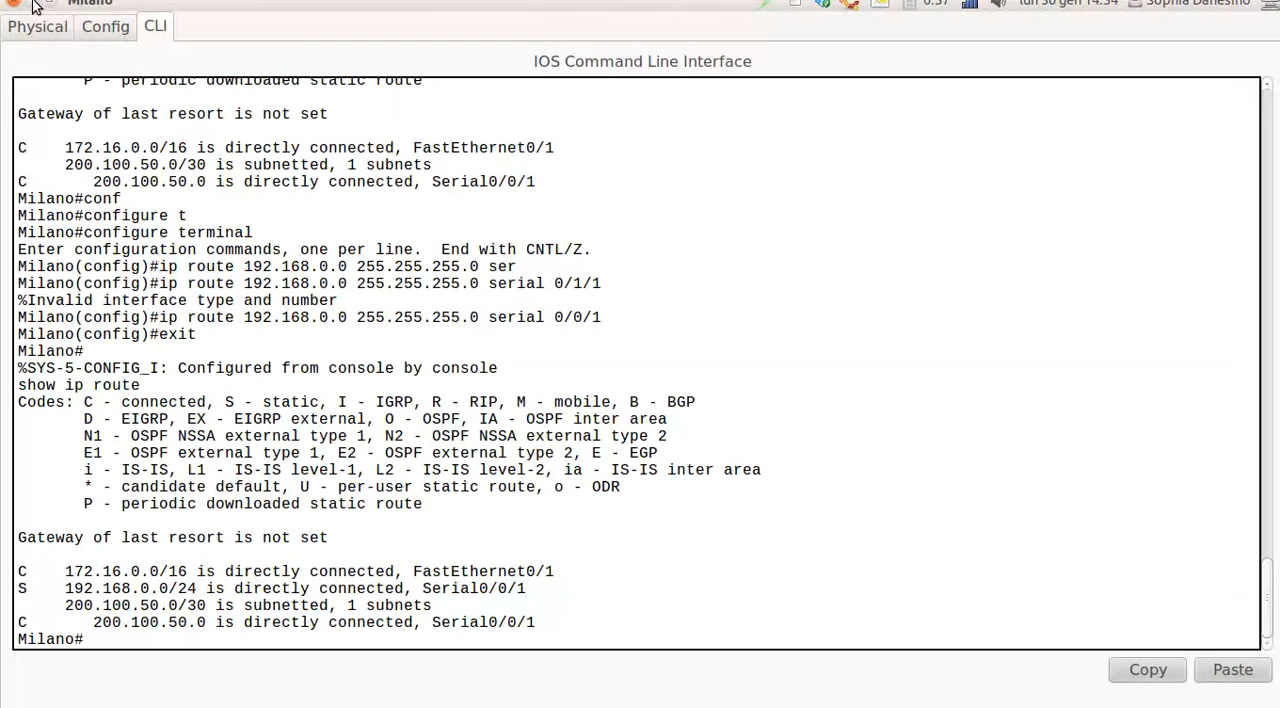 Milano
0:37 lun 30 gen 14:34 Sophia Danesino
Physical Config CLI
IOS Command Line Interface
P - periodic downloaded static route
Gateway of last resort is not set
C    172.16.0.0/16 is directly connected, FastEthernet0/1
     200.100.50.0/30 is subnetted, 1 subnets
C       200.100.50.0 is directly connected, Serial0/0/1
Milano#conf
Milano#configure t
Milano#configure terminal
Enter configuration commands, one per line.  End with CNTL/Z.
Milano(config)#ip route 192.168.0.0 255.255.255.0 ser
Milano(config)#ip route 192.168.0.0 255.255.255.0 serial 0/1/1
%Invalid interface type and number
Milano(config)#ip route 192.168.0.0 255.255.255.0 serial 0/0/1
Milano(config)#exit
Milano#
%SYS-5-CONFIG_I: Configured from console by console
show ip route
Codes: C - connected, S - static, I - IGRP, R - RIP, M - mobile, B - BGP
       D - EIGRP, EX - EIGRP external, O - OSPF, IA - OSPF inter area
       N1 - OSPF NSSA external type 1, N2 - OSPF NSSA external type 2
       E1 - OSPF external type 1, E2 - OSPF external type 2, E - EGP
       i - IS-IS, L1 - IS-IS level-1, L2 - IS-IS level-2, ia - IS-IS inter area
       * - candidate default, U - per-user static route, o - ODR
       P - periodic downloaded static route
Gateway of last resort is not set
C    172.16.0.0/16 is directly connected, FastEthernet0/1
S    192.168.0.0/24 is directly connected, Serial0/0/1
     200.100.50.0/30 is subnetted, 1 subnets
C       200.100.50.0 is directly connected, Serial0/0/1
Milano#
Copy Paste